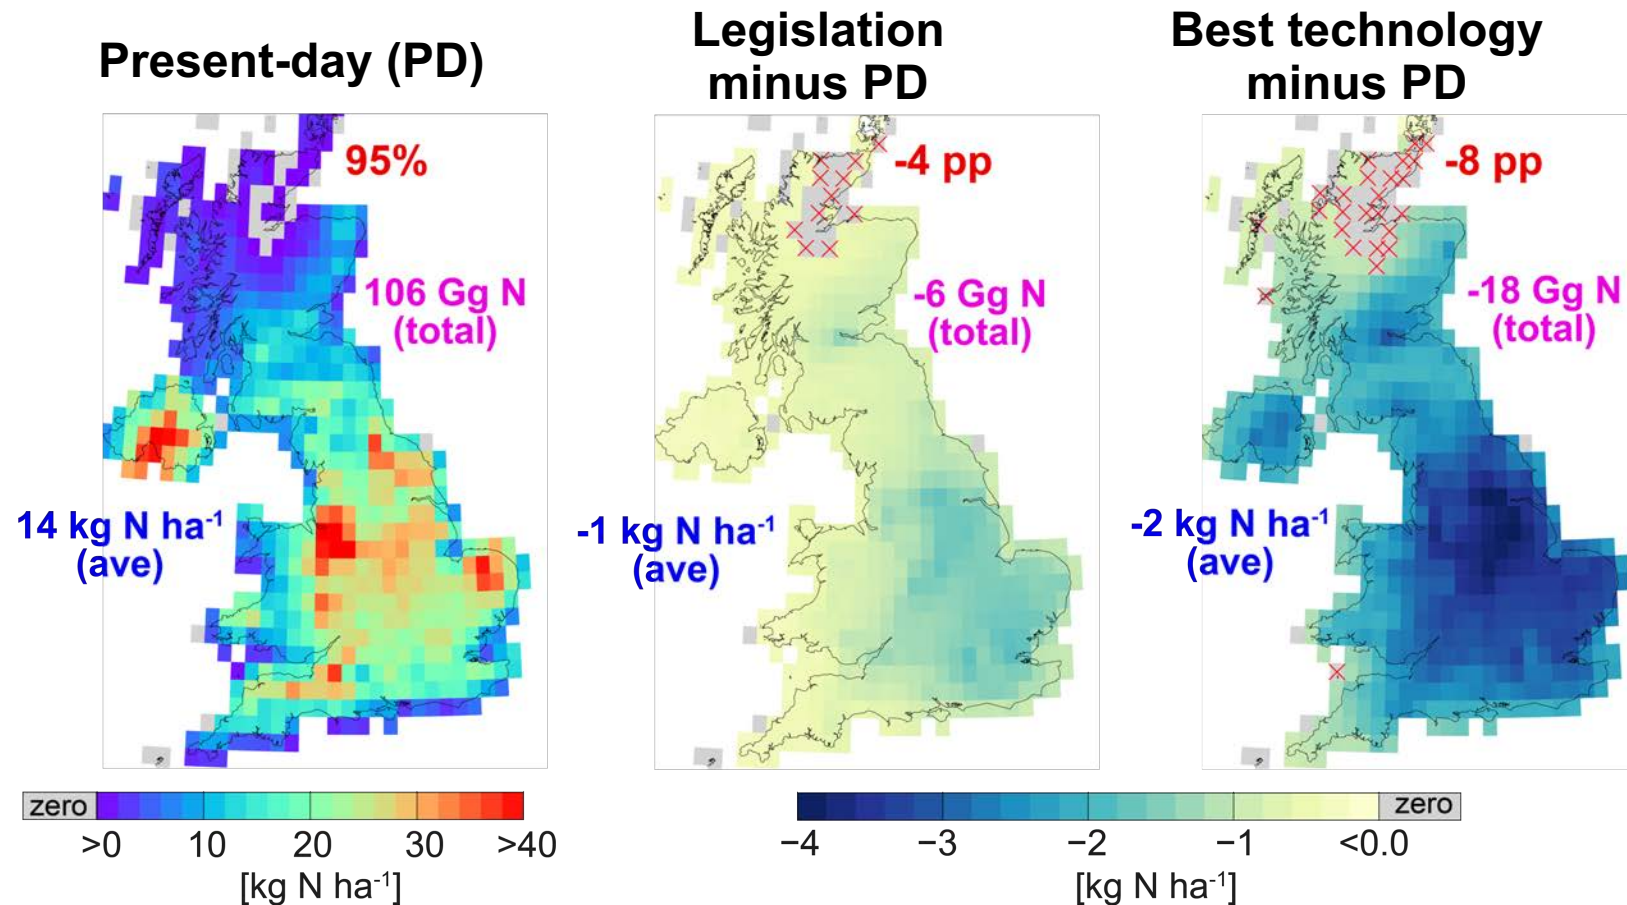 Present-day (PD)
Legislation
minus PD
Best technology
minus PD
95%
106 Gg N
(total)
14 kg N ha⁻¹
(ave)
-4 pp
-6 Gg N
(total)
-1 kg N ha⁻¹
(ave)
-8 pp
-18 Gg N
(total)
-2 kg N ha⁻¹
(ave)
zero
>0 10 20 30 >40
[kg N ha⁻¹]
zero
−4 −3 −2 −1 <0.0
[kg N ha⁻¹]